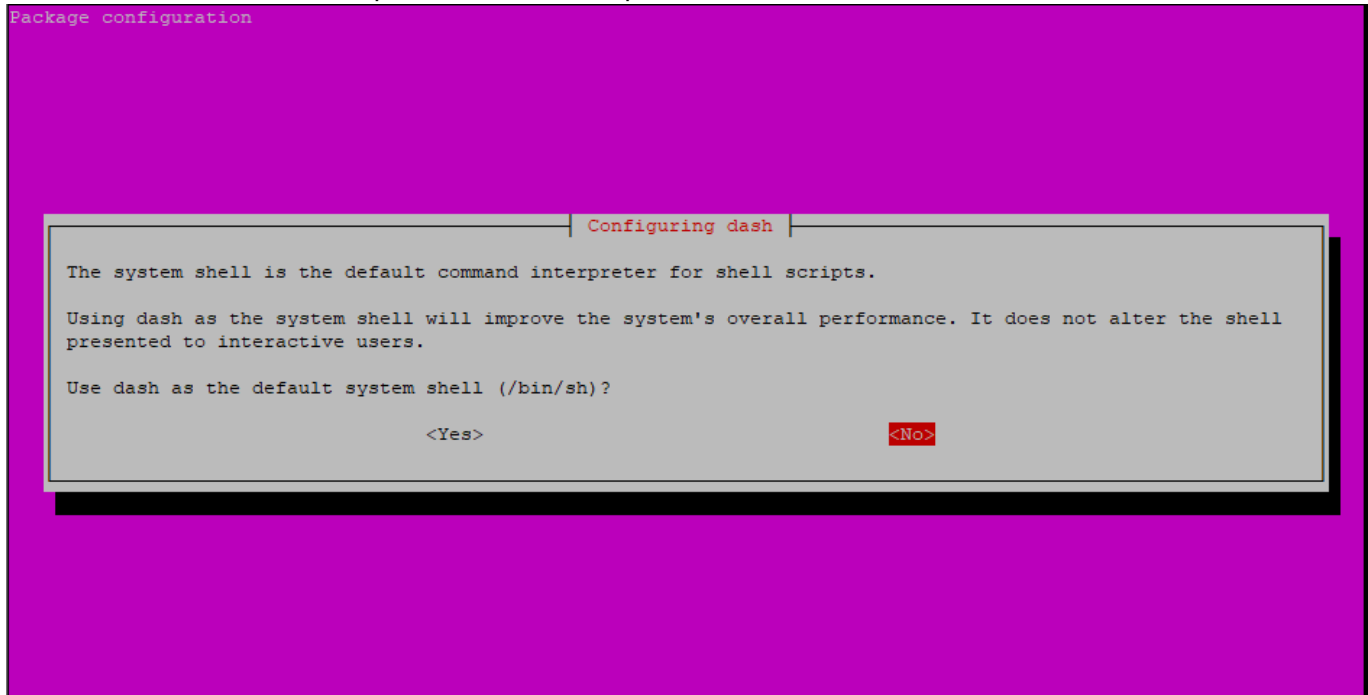 Package configuration
Configuring dash
The system shell is the default command interpreter for shell scripts.
Using dash as the system shell will improve the system's overall performance. It does not alter the shell
presented to interactive users.
Use dash as the default system shell (/bin/sh)?
<Yes> <No>